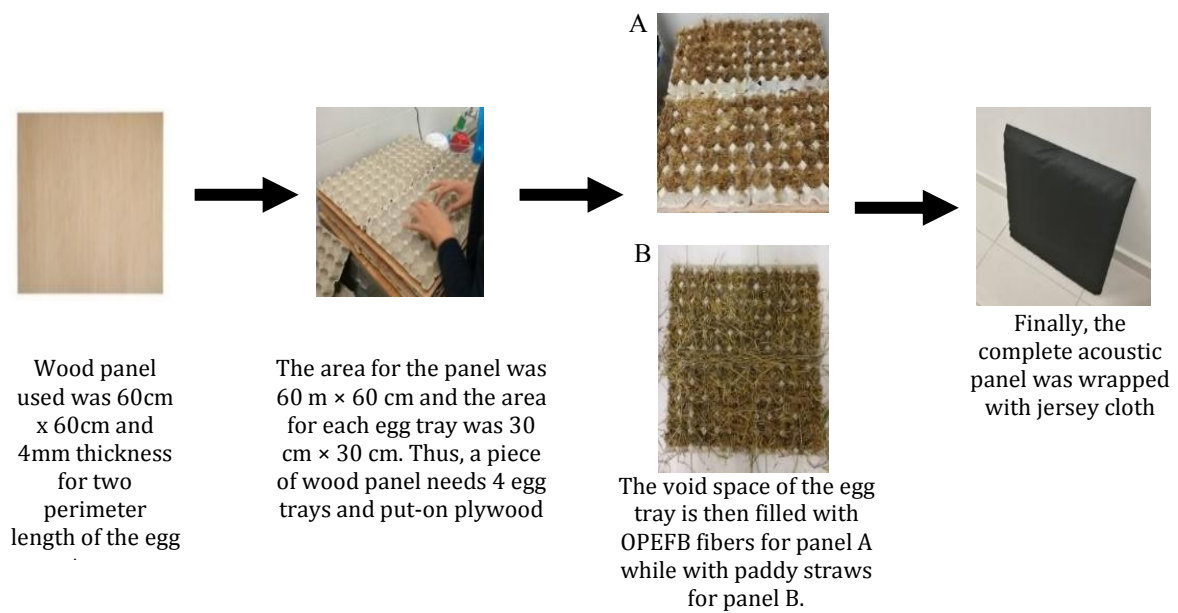 A
B
Wood panel
used was 60cm
x 60cm and
4mm thickness
for two
perimeter
length of the egg
The area for the panel was
60 m × 60 cm and the area
for each egg tray was 30
cm × 30 cm. Thus, a piece
of wood panel needs 4 egg
trays and put-on plywood
The void space of the egg
tray is then filled with
OPEFB fibers for panel A
while with paddy straws
for panel B.
Finally, the
complete acoustic
panel was wrapped
with jersey cloth